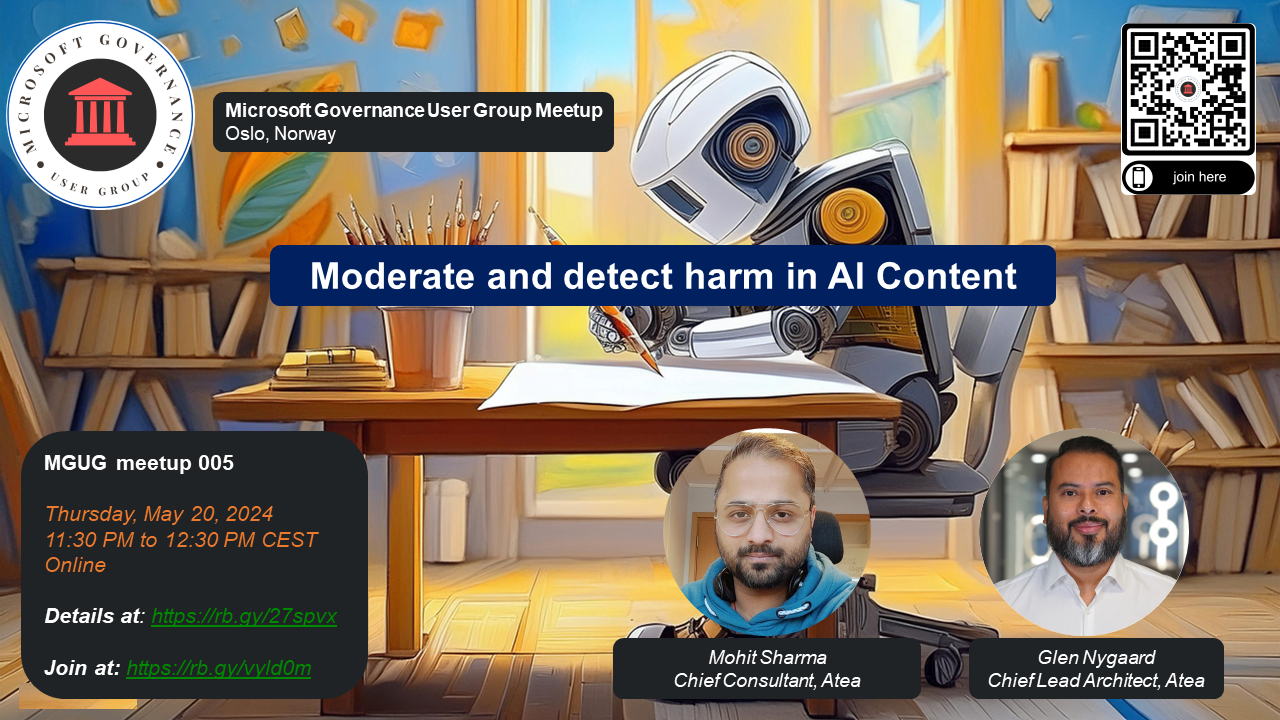 MICROSOFT GOVERNANCE
USER GROUP
Microsoft Governance User Group Meetup
Oslo, Norway
join here
Moderate and detect harm in AI Content
MGUG meetup 005
Thursday, May 20, 2024
11:30 PM to 12:30 PM CEST
Online
Details at: https://rb.gy/27spvx
Join at: https://rb.gy/vyld0m
Mohit Sharma
Chief Consultant, Atea
Glen Nygaard
Chief Lead Architect, Atea